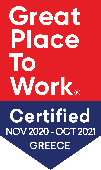 Great
Place
To
Work®
Certified
NOV 2020 - OCT 2021
GREECE